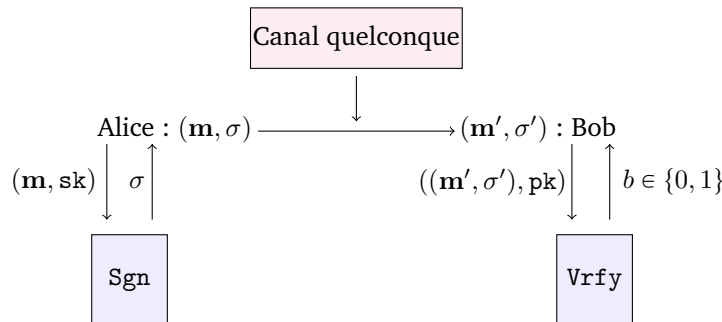 Canal quelconque
Alice : (m, σ) (m′, σ′) : Bob
(m, sk) σ ((m′, σ′), pk) b ∈ {0, 1}
Sgn Vrfy